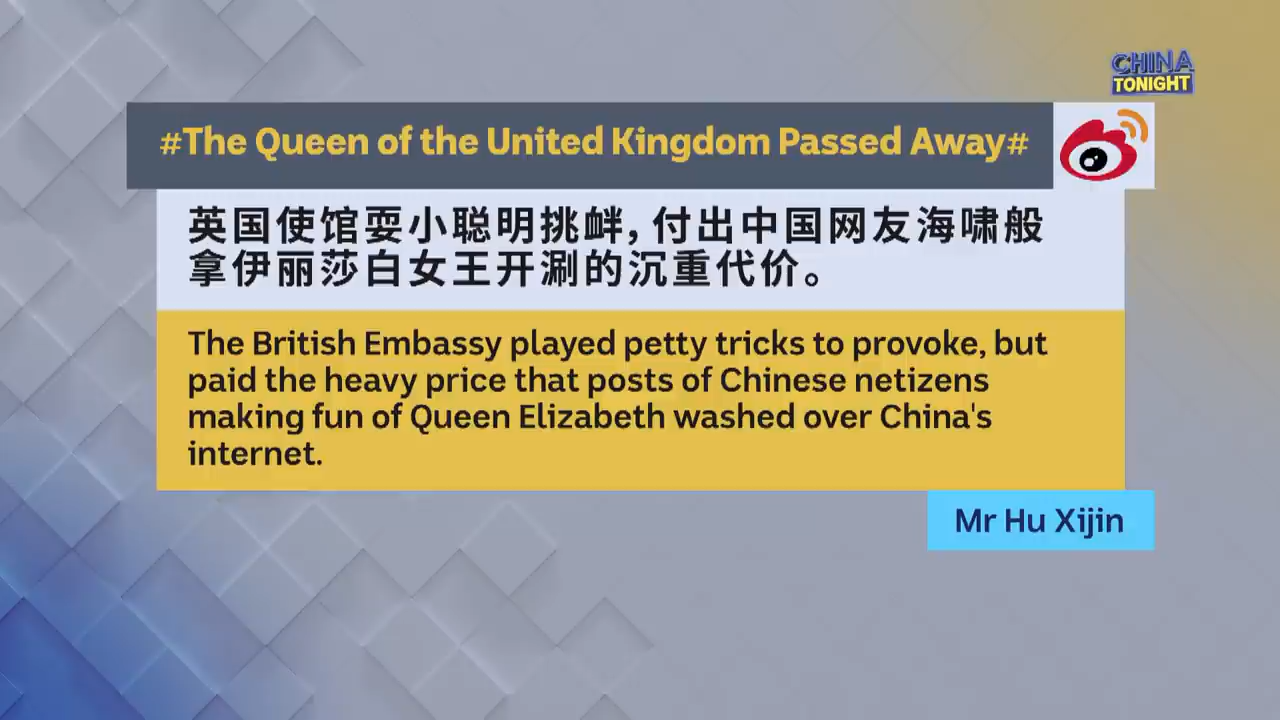 CHINA
TONIGHT
#The Queen of the United Kingdom Passed Away#
英国使馆耍小聪明挑衅，付出中国网友海啸般
拿伊丽莎白女王开涮的沉重代价。
The British Embassy played petty tricks to provoke, but
paid the heavy price that posts of Chinese netizens
making fun of Queen Elizabeth washed over China's
internet.
Mr Hu Xijin